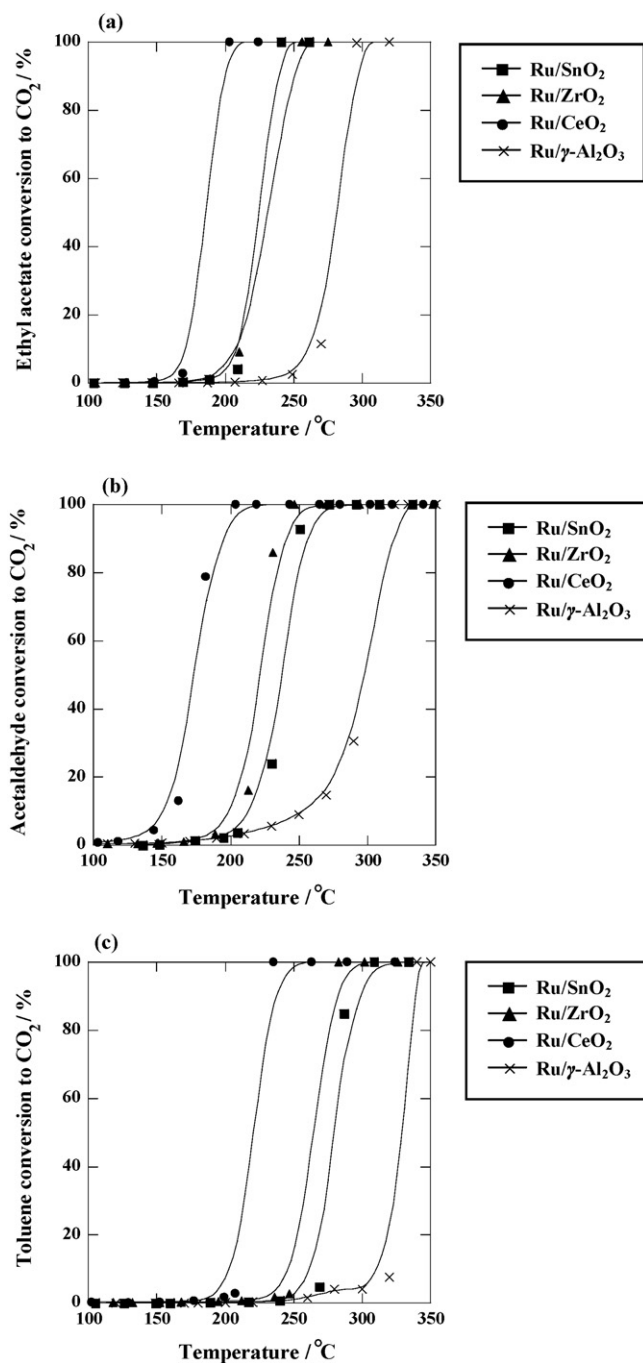 (a)
Ethyl acetate conversion to CO₂ / %
100
80
60
40
20
0
100 150 200 250 300 350
Temperature / °C
Ru/SnO₂
Ru/ZrO₂
Ru/CeO₂
Ru/γ-Al₂O₃
(b)
Acetaldehyde conversion to CO₂ / %
100
80
60
40
20
0
100 150 200 250 300 350
Temperature / °C
Ru/SnO₂
Ru/ZrO₂
Ru/CeO₂
Ru/γ-Al₂O₃
(c)
Toluene conversion to CO₂ / %
100
80
60
40
20
0
100 150 200 250 300 350
Temperature / °C
Ru/SnO₂
Ru/ZrO₂
Ru/CeO₂
Ru/γ-Al₂O₃